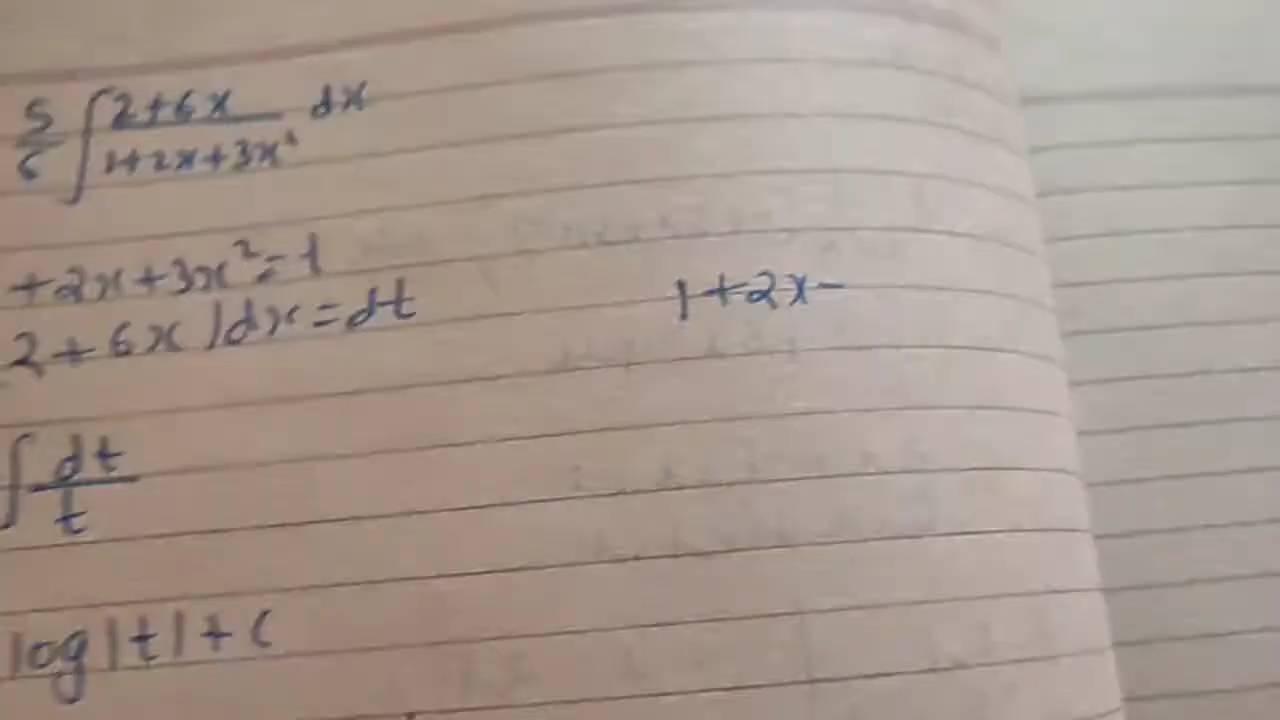 5/6 ∫ 2+6x / 1+2x+3x² dx
+2x+3x²=t
2+6x)dx=dt
1+2x-
∫ dt/t
log|t|+c